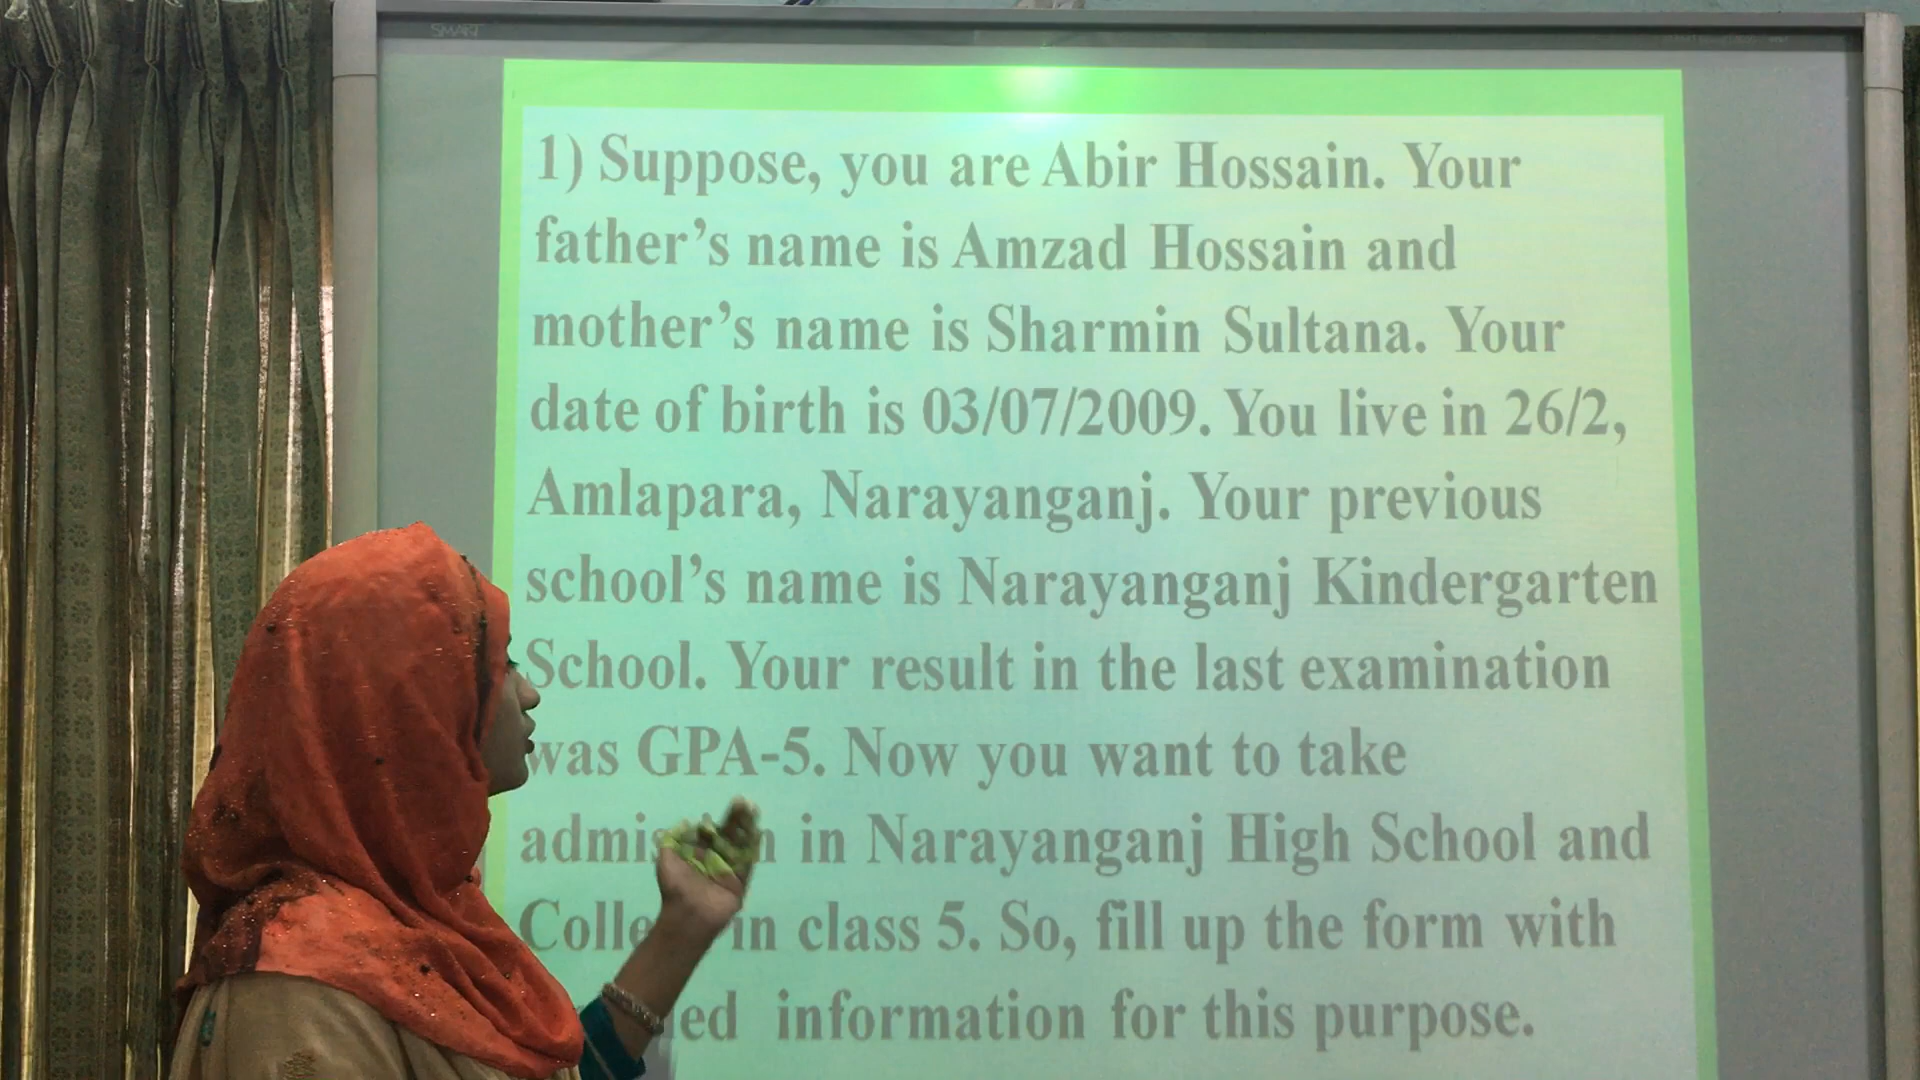 SMART
1) Suppose, you are Abir Hossain. Your
father's name is Amzad Hossain and
mother's name is Sharmin Sultana. Your
date of birth is 03/07/2009. You live in 26/2,
Amlapara, Narayanganj. Your previous
school's name is Narayanganj Kindergarten
School. Your result in the last examination
was GPA-5. Now you want to take
in Narayanganj High School and
in class 5. So, fill up the form with
information for this purpose.